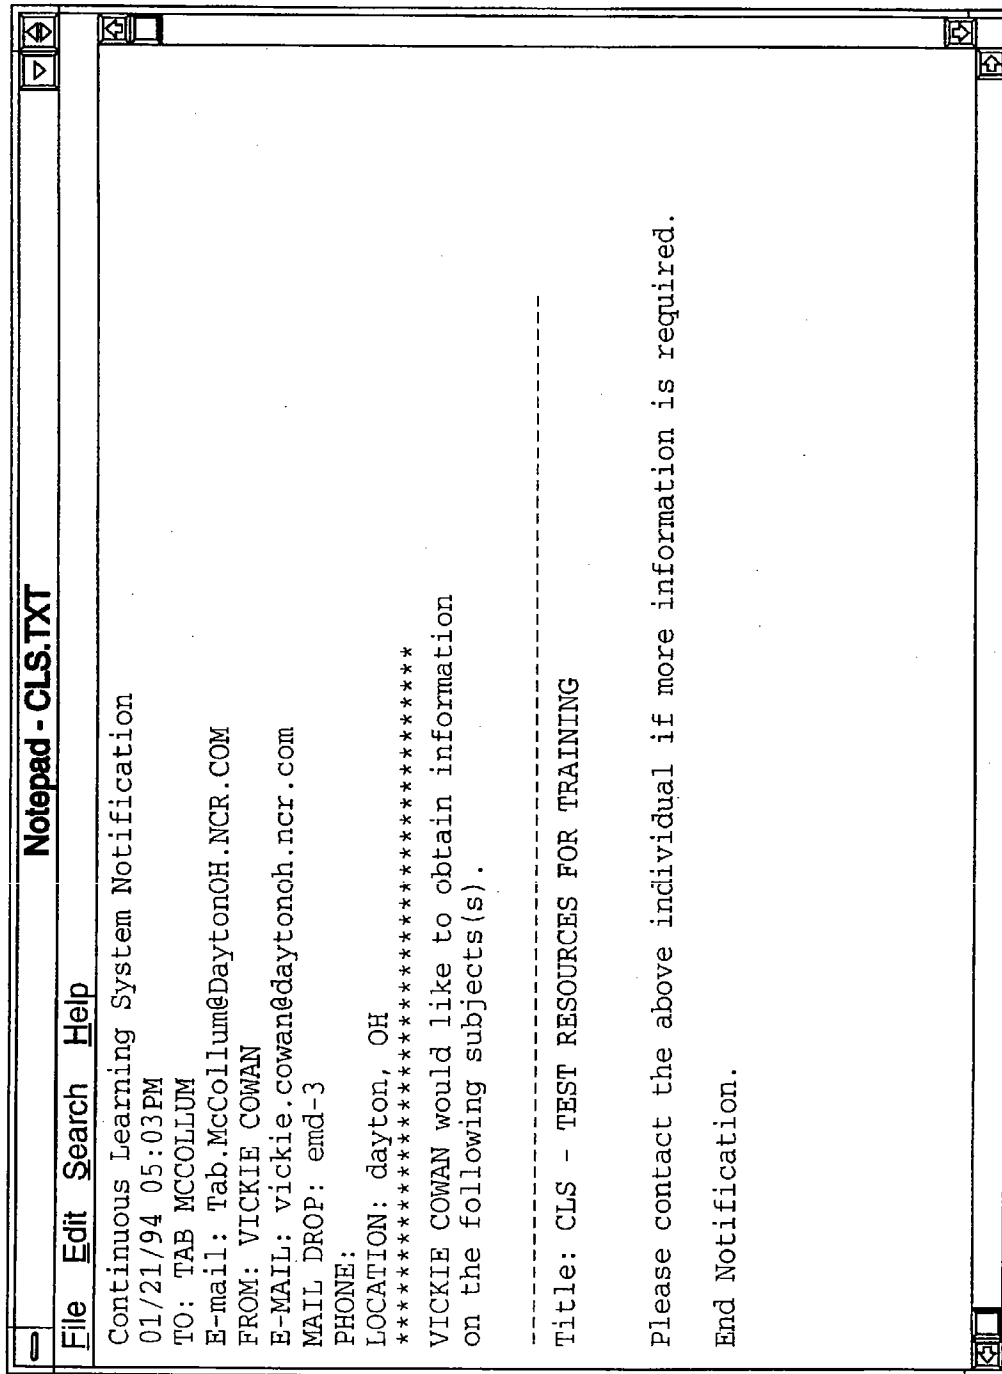 Notepad - CLS.TXT
File Edit Search Help
Continuous Learning System Notification
01/21/94 05:03PM
TO: TAB MCCOLLUM
E-mail: Tab.McCollum@DaytonOH.NCR.COM
FROM: VICKIE COWAN
E-MAIL: vickie.cowan@daytonoh.ncr.com
MAIL DROP: emd-3
PHONE:
LOCATION: dayton, OH
******************************************
VICKIE COWAN would like to obtain information
on the following subjects(s).
----------------------------------------------------------------
Title: CLS - TEST RESOURCES FOR TRAINING
Please contact the above individual if more information is required.
End Notification.